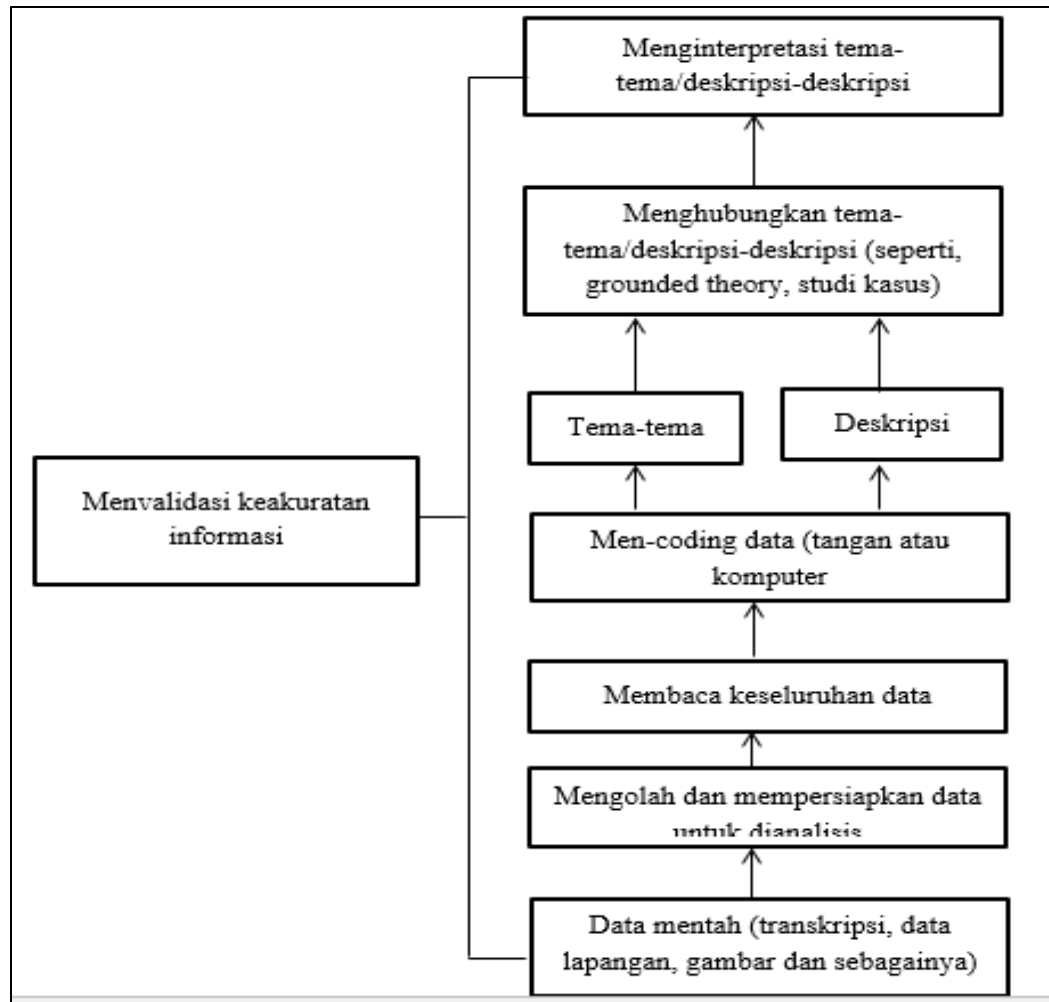 Menginterpretasi tema-
tema/deskripsi-deskripsi
Menghubungkan tema-
tema/deskripsi-deskripsi (seperti,
grounded theory, studi kasus)
Tema-tema
Deskripsi
Menvalidasi keakuratan
informasi
Men-coding data (tangan atau
komputer
Membaca keseluruhan data
Mengolah dan mempersiapkan data
untuk dianalisis
Data mentah (transkripsi, data
lapangan, gambar dan sebagainya)